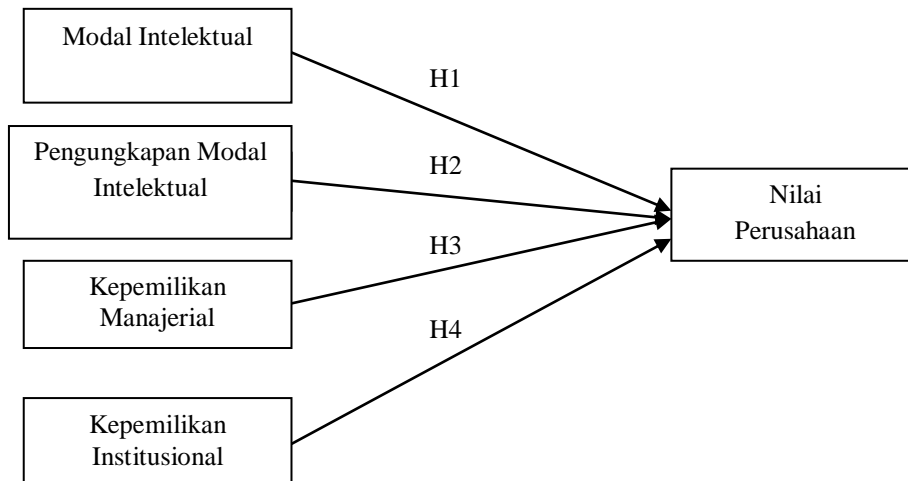 Modal Intelektual
H1
Pengungkapan Modal
Intelektual
H2
Nilai
Perusahaan
H3
Kepemilikan
Manajerial
H4
Kepemilikan
Institusional